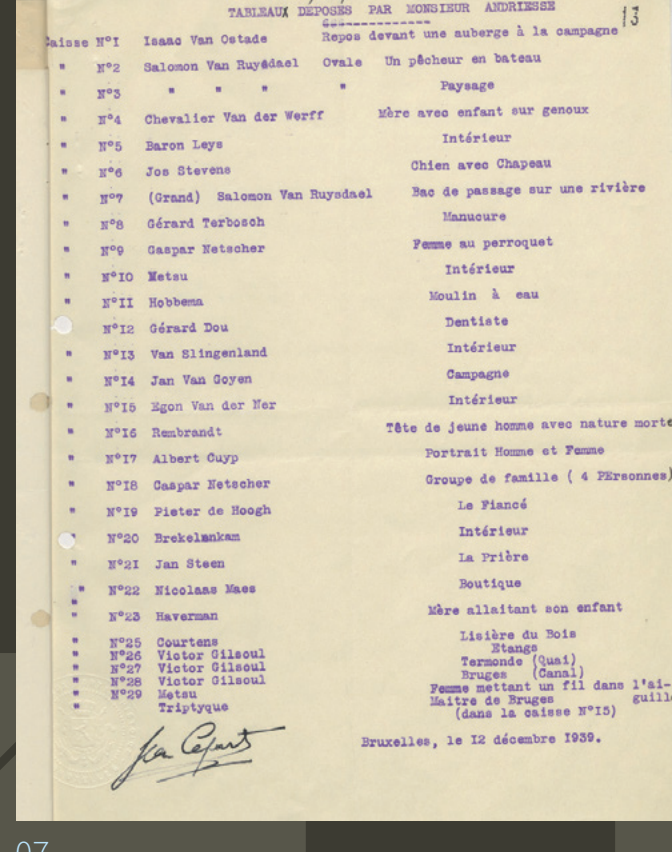 TABLEAUX DEPOSES PAR MONSIEUR ANDRIESSE
13
Caisse N°I Isaac Van Ostade Repos devant une auberge à la campagne
" N°2 Salomon Van Ruysdael Ovale Un pêcheur en bateau
" N°3 " " " " Paysage
" N°4 Chevalier Van der Werff Mère avec enfant sur genoux
" N°5 Baron Leys Intérieur
" N°6 Jos Stevens Chien avec Chapeau
" N°7 (Grand) Salomon Van Ruysdael Bac de passage sur une rivière
" N°8 Gérard Terbosch Manucure
" N°9 Gaspar Netscher Femme au perroquet
" N°IO Metsu Intérieur
" N°II Hobbema Moulin à eau
N°I2 Gérard Dou Dentiste
" N°I3 Van Slingenland Intérieur
" N°I4 Jan Van Goyen Campagne
" N°I5 Egon Van der Ner Intérieur
" N°I6 Rembrandt Tête de jeune homme avec nature morte
" N°I7 Albert Cuyp Portrait Homme et Femme
" N°I8 Caspar Netscher Groupe de famille ( 4 PErsonnes)
" N°I9 Pieter de Hoogh Le Fiancé
" N°20 Brekelenkam Intérieur
" N°2I Jan Steen La Prière
" N°22 Nicolaas Maes Boutique
"
" N°23 Haverman Mère allaitant son enfant
" N°25 Courtens Lisière du Bois
" N°26 Victor Gilsoul Etangs
" N°27 Victor Gilsoul Termonde (Quai)
" N°28 Victor Gilsoul Bruges (Canal)
" N°29 Metsu Femme mettant un fil dans l'ai-
guill
" Triptyque Maitre de Bruges
(dans la caisse N°I5)
Bruxelles, le I2 décembre I939.
07